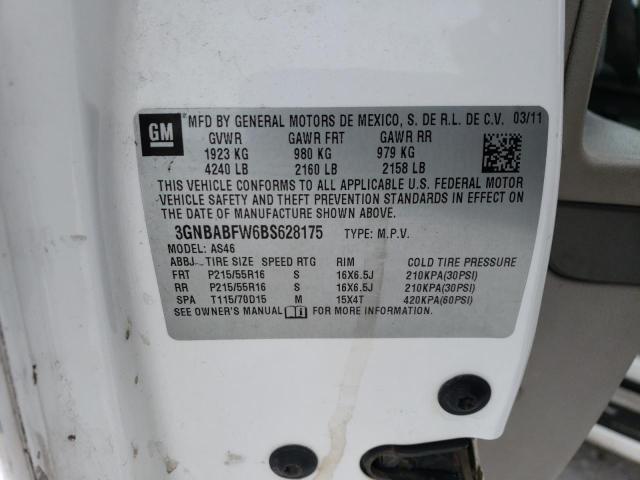 GM MFD BY GENERAL MOTORS DE MEXICO, S. DE R.L. DE C.V. 03/11
GVWR GAWR FRT GAWR RR
1923 KG 980 KG 979 KG
4240 LB 2160 LB 2158 LB
THIS VEHICLE CONFORMS TO ALL APPLICABLE U.S. FEDERAL MOTOR
VEHICLE SAFETY AND THEFT PREVENTION STANDARDS IN EFFECT ON
THE DATE OF MANUFACTURE SHOWN ABOVE.
3GNBABFW6BS628175 TYPE: M.P.V.
MODEL: AS46
ABBJ TIRE SIZE SPEED RTG RIM COLD TIRE PRESSURE
FRT P215/55R16 S 16X6.5J 210KPA(30PSI)
RR P215/55R16 S 16X6.5J 210KPA(30PSI)
SPA T115/70D15 M 15X4T 420KPA(60PSI)
SEE OWNER'S MANUAL FOR MORE INFORMATION.